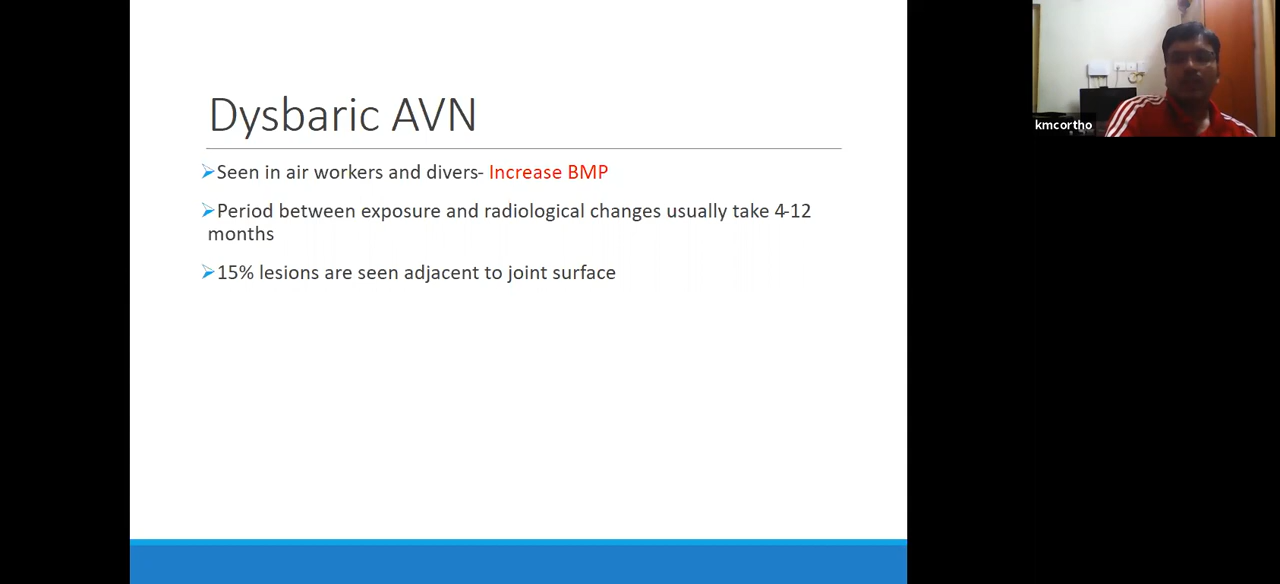 Dysbaric AVN
Seen in air workers and divers- Increase BMP
Period between exposure and radiological changes usually take 4-12
months
15% lesions are seen adjacent to joint surface
kmcortho